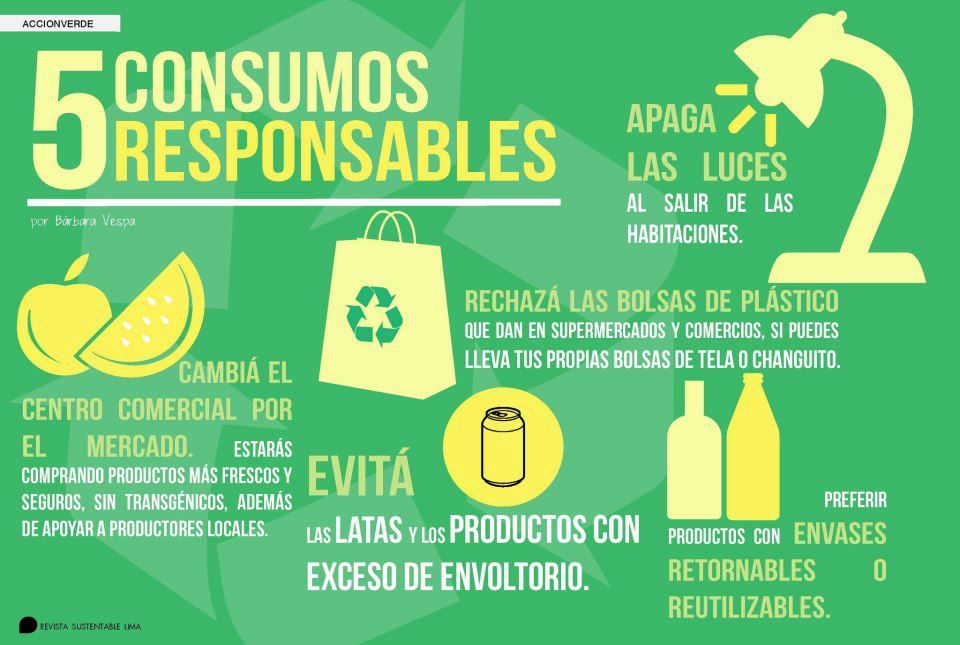 ACCIONVERDE
5 CONSUMOS
RESPONSABLES
por Bárbara Vespa
APAGA
LAS LUCES
AL SALIR DE LAS
HABITACIONES.
RECHAZÁ LAS BOLSAS DE PLÁSTICO
QUE DAN EN SUPERMERCADOS Y COMERCIOS, SI PUEDES
LLEVA TUS PROPIAS BOLSAS DE TELA O CHANGUITO.
CAMBIÁ EL
CENTRO COMERCIAL POR
EL MERCADO. ESTARÁS
COMPRANDO PRODUCTOS MÁS FRESCOS Y
SEGUROS, SIN TRANSGÉNICOS, ADEMÁS
DE APOYAR A PRODUCTORES LOCALES.
EVITÁ
LAS LATAS Y LOS PRODUCTOS CON
EXCESO DE ENVOLTORIO.
PREFERIR
PRODUCTOS CON ENVASES
RETORNABLES O
REUTILIZABLES.
REVISTA SUSTENTABLE LIMA